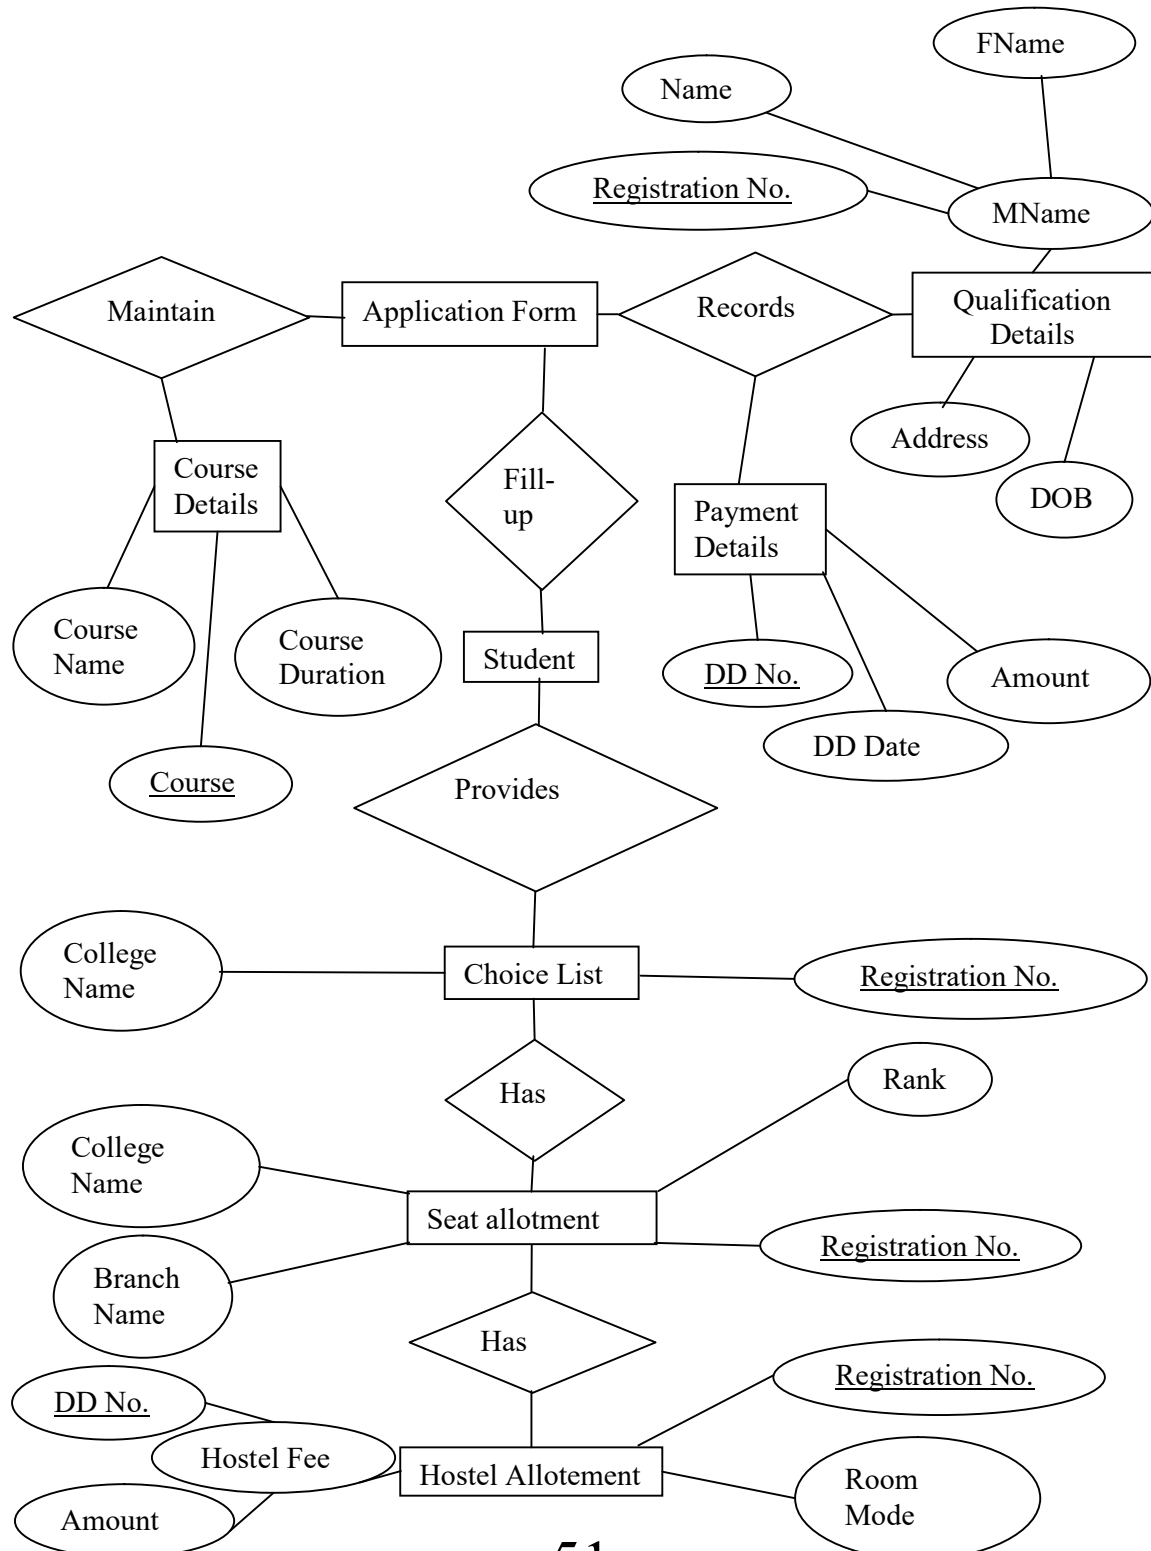 FName
Name
Registration No.
MName
Maintain
Application Form
Records
Qualification
Details
Address
DOB
Course
Details
Fill-
up
Payment
Details
Course
Name
Course
Duration
Student
DD No.
Amount
DD Date
Course
Provides
College
Name
Choice List
Registration No.
Has
Rank
College
Name
Seat allotment
Registration No.
Branch
Name
Has
Registration No.
DD No.
Hostel Fee
Hostel Allotement
Room
Mode
Amount
51